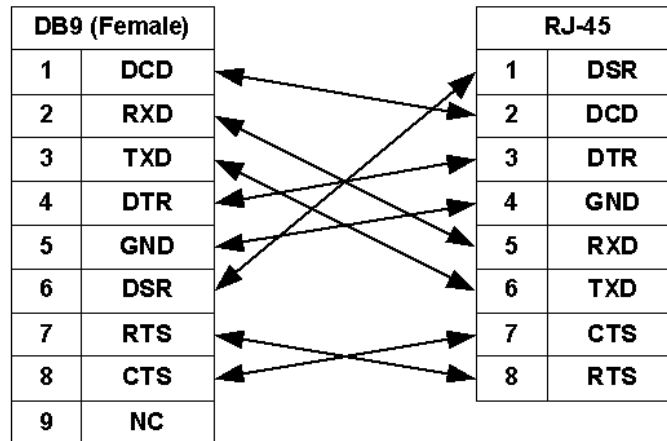 DB9 (Female)
1 DCD
2 RXD
3 TXD
4 DTR
5 GND
6 DSR
7 RTS
8 CTS
9 NC
RJ-45
1 DSR
2 DCD
3 DTR
4 GND
5 RXD
6 TXD
7 CTS
8 RTS